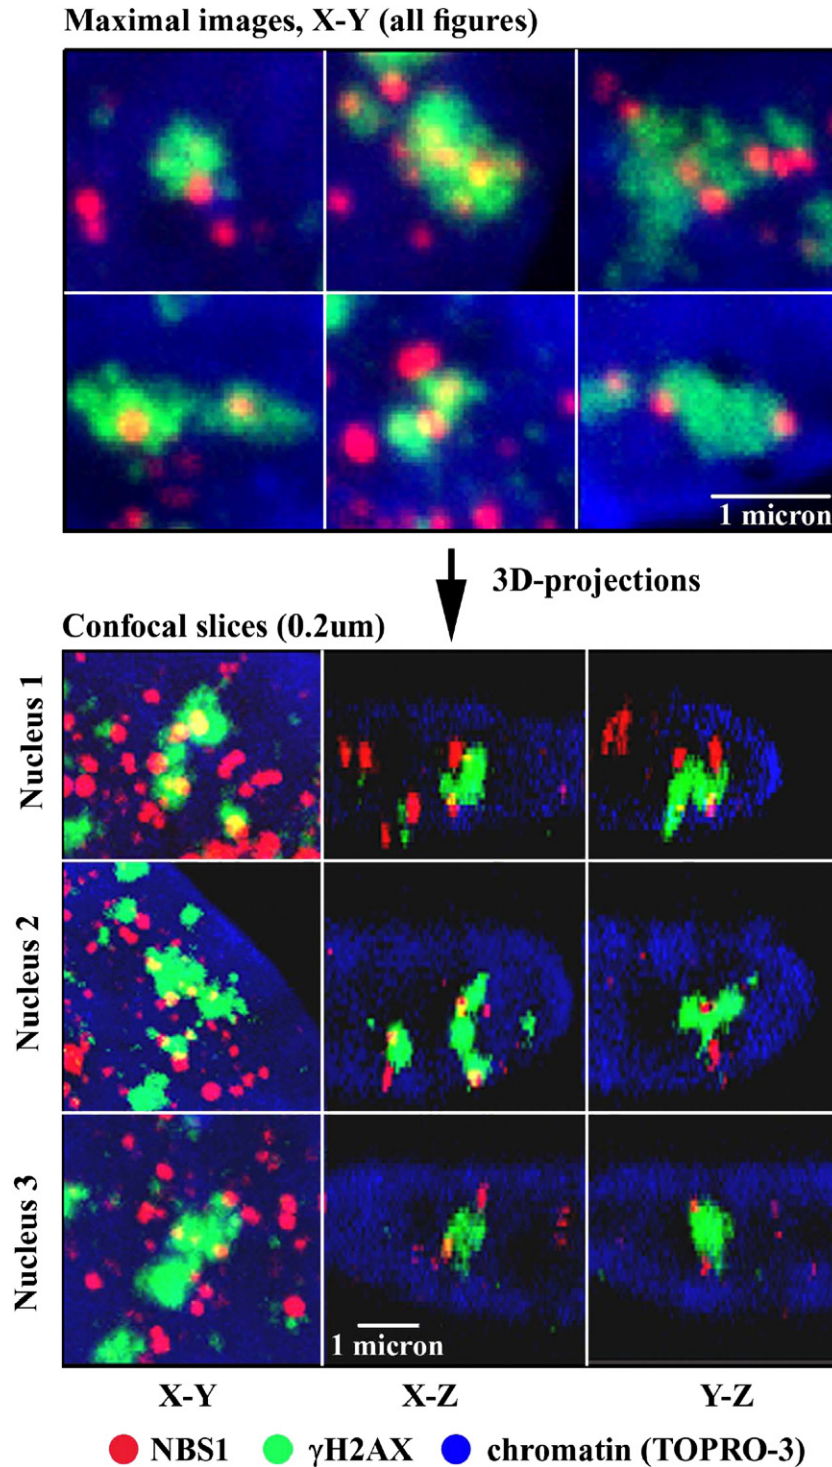 Maximal images, X-Y (all figures)
1 micron
3D-projections
Confocal slices (0.2um)
Nucleus 1
Nucleus 2
Nucleus 3
1 micron
X-Y X-Z Y-Z
NBS1 γH2AX chromatin (TOPRO-3)